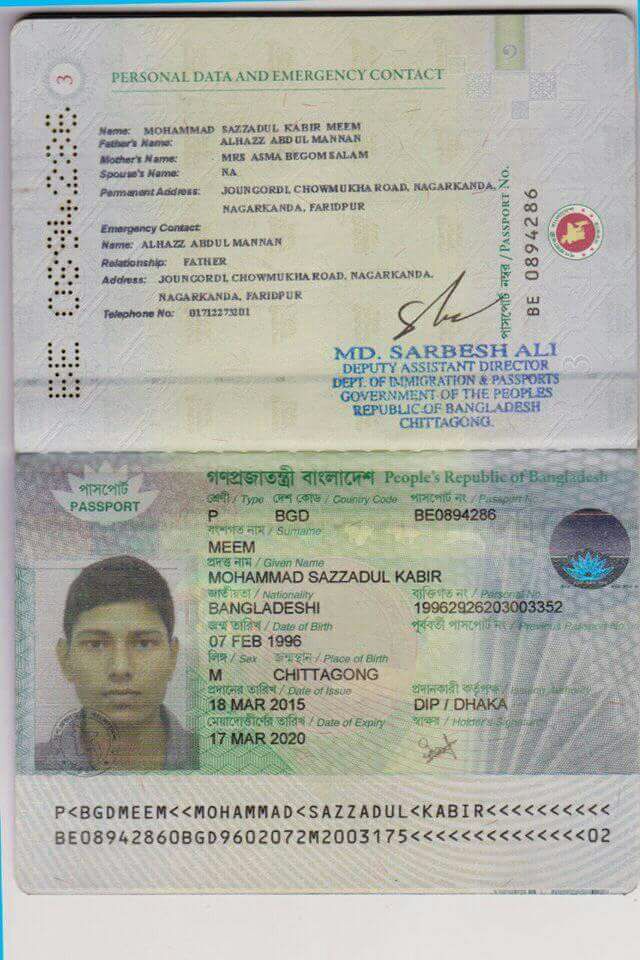 3
PERSONAL DATA AND EMERGENCY CONTACT
১
Name: MOHAMMAD SAZZADUL KABIR MEEM
Father's Name: ALHAZZ ABDUL MANNAN
Mother's Name: MRS ASMA BEGOM SALAM
Spouse's Name: NA
Permanent Address: JOUNGORDI, CHOWMUKHA ROAD, NAGARKANDA,
NAGARKANDA, FARIDPUR
Emergency Contact:
Name: ALHAZZ ABDUL MANNAN
Relationship: FATHER
Address: JOUNGORDI, CHOWMUKHA ROAD, NAGARKANDA,
NAGARKANDA, FARIDPUR
Telephone No: 01712273201
BE 0894286
পাসপোর্ট নম্বর / PASSPORT No.
BE 0894286
MD. SARBESH ALI
DEPUTY ASSISTANT DIRECTOR
DEPT. OF IMMIGRATION & PASSPORTS
GOVERNMENT OF THE PEOPLES
REPUBLIC OF BANGLADESH
CHITTAGONG.
পাসপোর্ট
PASSPORT
গণপ্রজাতন্ত্রী বাংলাদেশ People's Republic of Bangladesh
শ্রেণী / Type দেশ কোড / Country Code পাসপোর্ট নং / Passport N
P BGD BE0894286
বংশগত নাম / Surname
MEEM
প্রদত্ত নাম / Given Name
MOHAMMAD SAZZADUL KABIR
জাতীয়তা / Nationality ব্যক্তিগত নং / Personal No
BANGLADESHI 19962926203003352
জন্ম তারিখ / Date of Birth পূর্ববর্তী পাসপোর্ট নং / Previous Passport No
07 FEB 1996
লিঙ্গ / Sex জন্মস্থান / Place of Birth
M CHITTAGONG
প্রদানের তারিখ / Date of Issue প্রদানকারী কর্তৃপক্ষ / Issuing Authority
18 MAR 2015 DIP / DHAKA
মেয়াদোত্তীর্ণের তারিখ / Date of Expiry স্বাক্ষর / Holder's Signature
17 MAR 2020
P<BGDMEEM<<MOHAMMAD<SAZZADUL<KABIR<<<<<<<<<<
BE08942860BGD9602072M2003175<<<<<<<<<<<<<<02